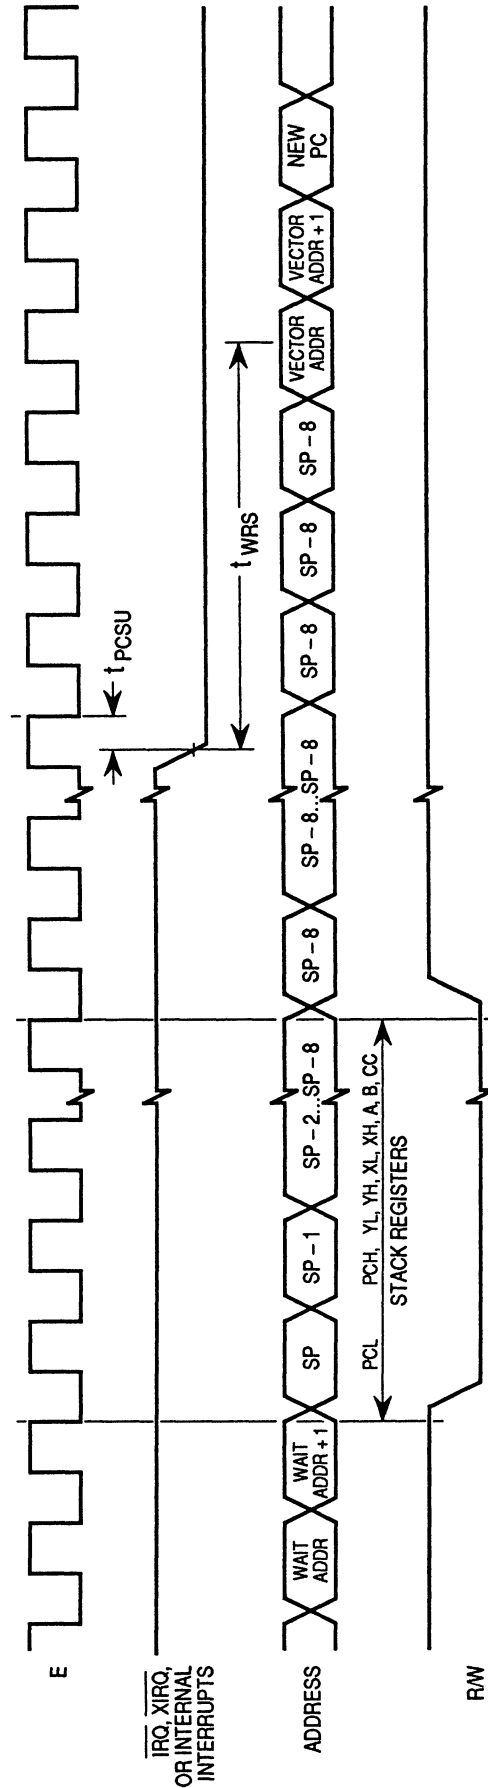 E
t PCSU
IRQ, XIRQ,
OR INTERNAL
INTERRUPTS
t WRS
ADDRESS
WAIT
ADDR
WAIT
ADDR+1
SP
SP-1
SP-2...SP-8
SP-8
SP-8...SP-8
SP-8
SP-8
SP-8
VECTOR
ADDR
VECTOR
ADDR+1
NEW
PC
PCL PCH, YL, YH, XL, XH, A, B, CC
STACK REGISTERS
R/W